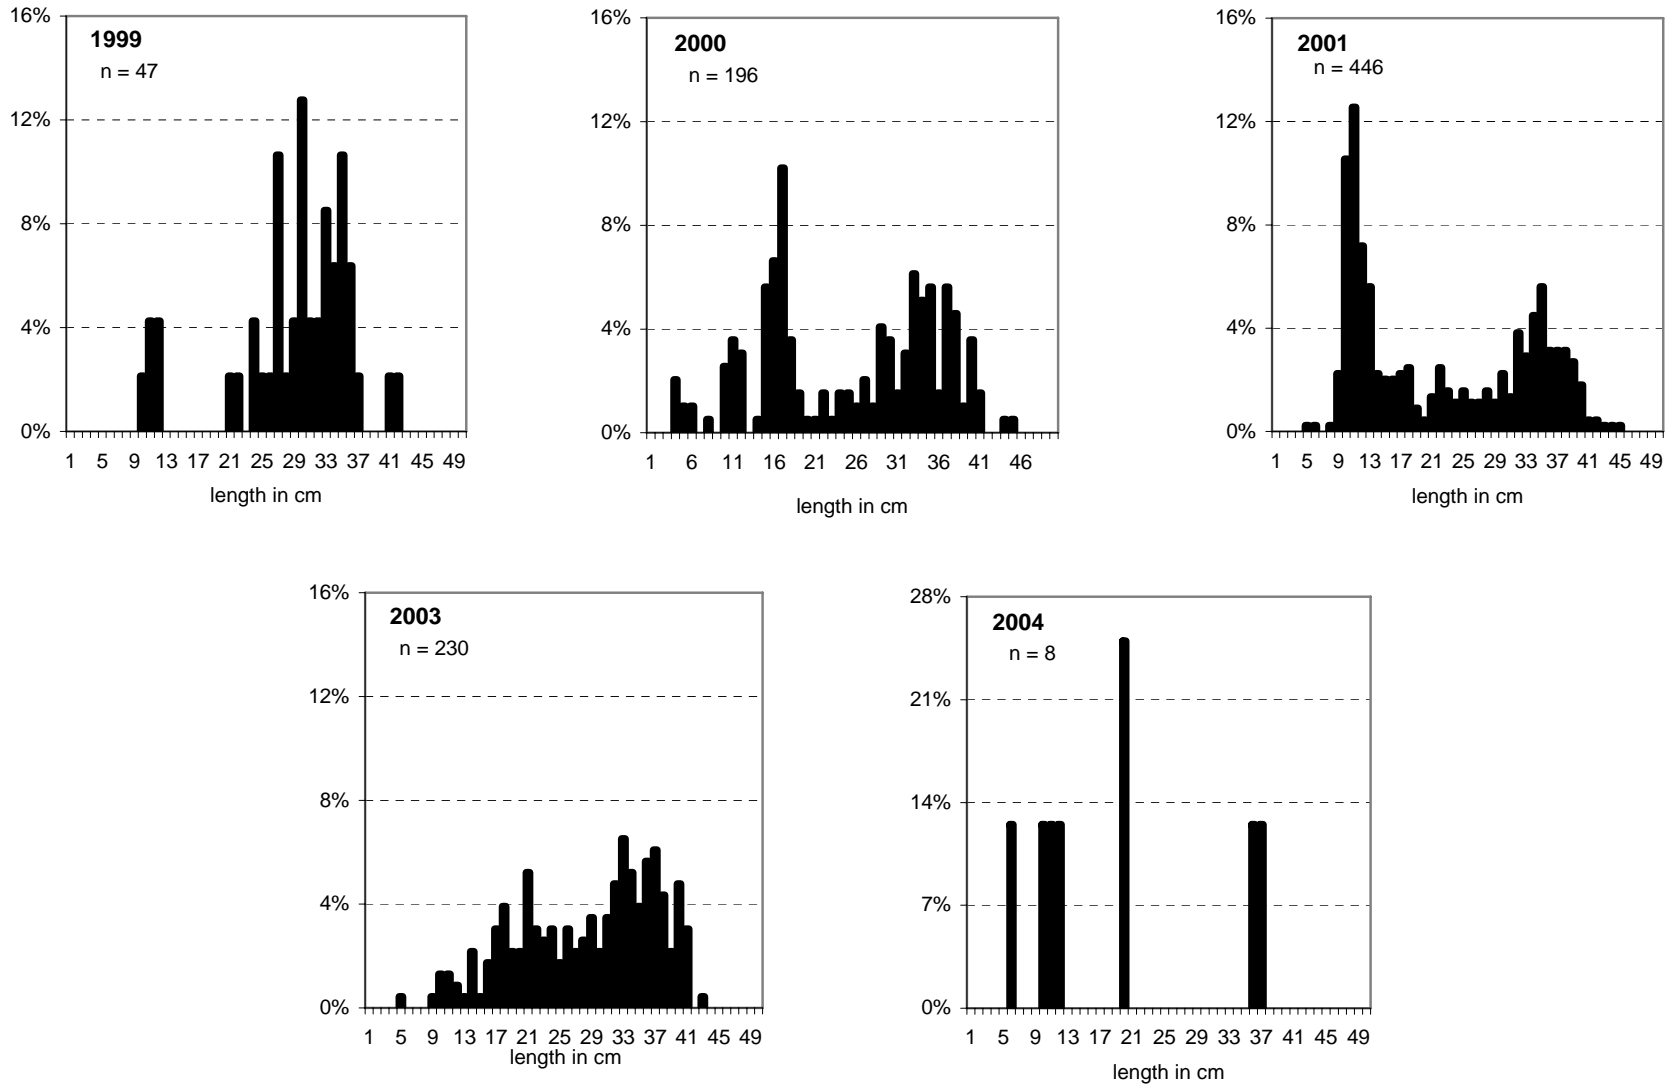 1999
n = 47
16%
12%
8%
4%
0%
1 5 9 13 17 21 25 29 33 37 41 45 49
length in cm
2000
n = 196
16%
12%
8%
4%
0%
1 6 11 16 21 26 31 36 41 46
length in cm
2001
n = 446
16%
12%
8%
4%
0%
1 5 9 13 17 21 25 29 33 37 41 45 49
length in cm
2003
n = 230
16%
12%
8%
4%
0%
1 5 9 13 17 21 25 29 33 37 41 45 49
length in cm
2004
n = 8
28%
21%
14%
7%
0%
1 5 9 13 17 21 25 29 33 37 41 45 49
length in cm